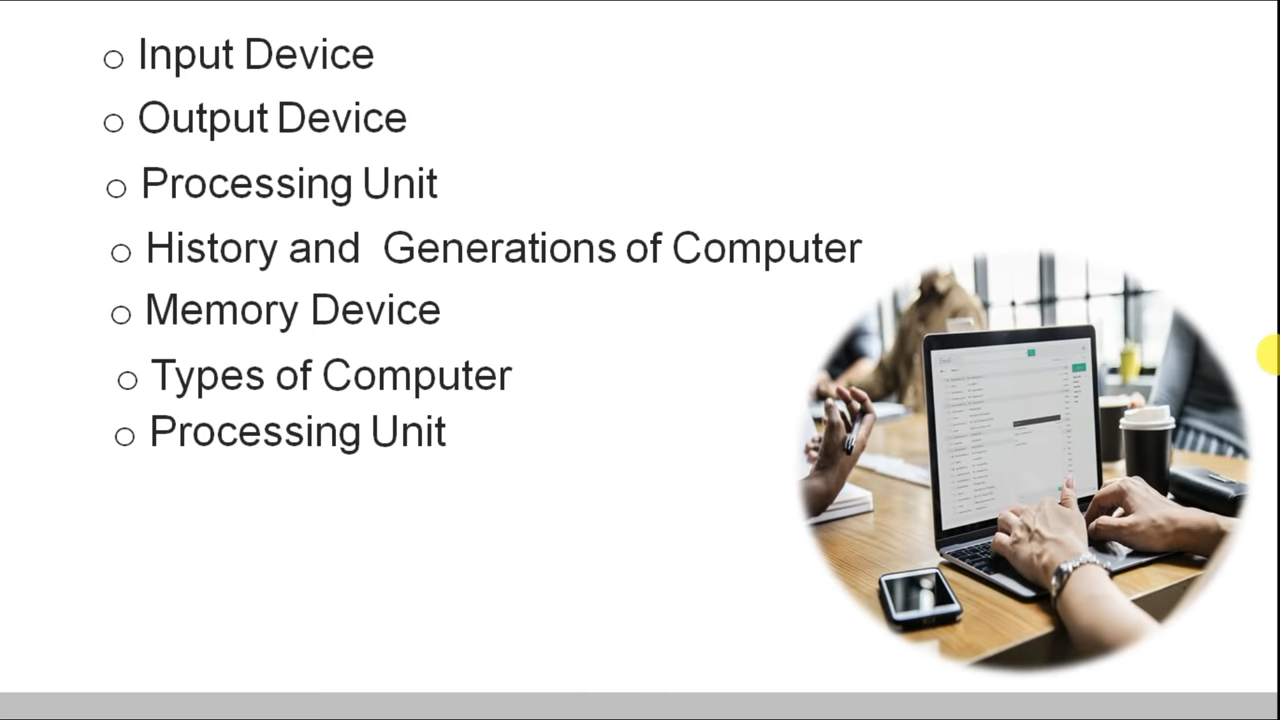 Input Device
Output Device
Processing Unit
History and  Generations of Computer
Memory Device
Types of Computer
Processing Unit